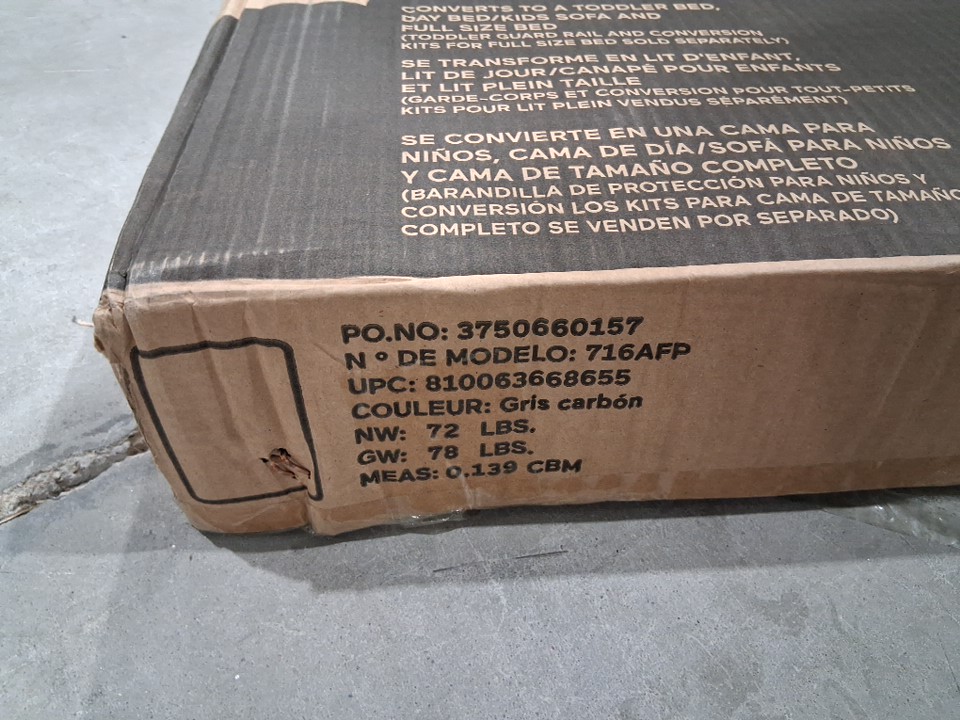 CONVERTS TO A TODDLER BED,
DAY BED/KIDS SOFA AND
FULL SIZE BED
(TODDLER GUARD RAIL AND CONVERSION
KITS FOR FULL SIZE BED SOLD SEPARATELY)
SE TRANSFORME EN LIT D'ENFANT,
LIT DE JOUR/CANAPÉ POUR ENFANTS
ET LIT PLEIN TAILLE
(GARDE-CORPS ET CONVERSION POUR TOUT-PETITS
KITS POUR LIT PLEIN VENDUS SÉPARÉMENT)
SE CONVIERTE EN UNA CAMA PARA
NIÑOS, CAMA DE DÍA/SOFÁ PARA NIÑOS
Y CAMA DE TAMAÑO COMPLETO
(BARANDILLA DE PROTECCIÓN PARA NIÑOS Y
CONVERSIÓN LOS KITS PARA CAMA DE TAMAÑO
COMPLETO SE VENDEN POR SEPARADO)
PO.NO: 3750660157
N º DE MODELO: 716AFP
UPC: 810063668655
COULEUR: Gris carbón
NW: 72 LBS.
GW: 78 LBS.
MEAS: 0.139 CBM